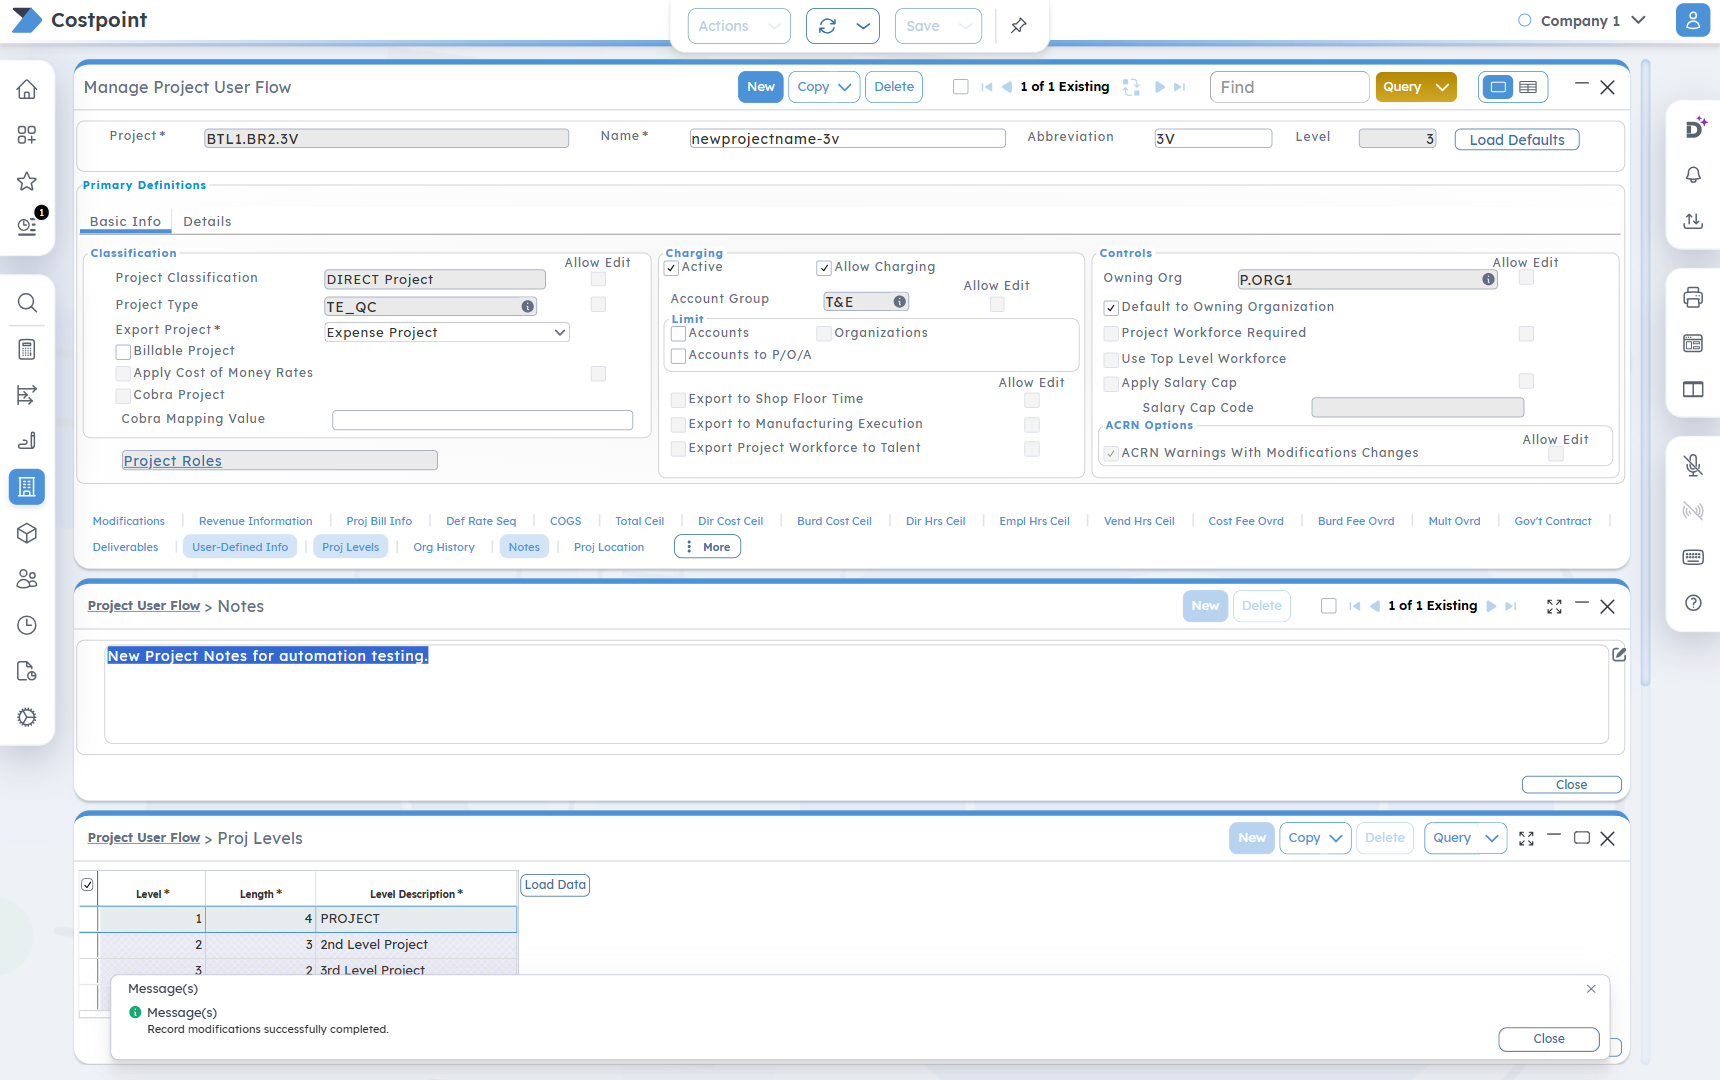 Costpoint
Actions
Save
Company 1
Manage Project User Flow
New
Copy
Delete
1 of 1 Existing
Find
Query
Project *
BTL1.BR2.3V
Name *
newprojectname-3v
Abbreviation
3V
Level
3
Load Defaults
Primary Definitions
Basic Info
Details
1
Classification
Allow Edit
Project Classification
DIRECT Project
Project Type
TE_QC
Export Project *
Expense Project
Billable Project
Apply Cost of Money Rates
Cobra Project
Cobra Mapping Value
Project Roles
Charging
Active
Allow Charging
Allow Edit
Account Group
T&E
Limit
Accounts
Organizations
Accounts to P/O/A
Allow Edit
Export to Shop Floor Time
Export to Manufacturing Execution
Export Project Workforce to Talent
Controls
Allow Edit
Owning Org
P.ORG1
Default to Owning Organization
Project Workforce Required
Use Top Level Workforce
Apply Salary Cap
Salary Cap Code
ACRN Options
Allow Edit
ACRN Warnings With Modifications Changes
Modifications
Revenue Information
Proj Bill Info
Def Rate Seq
COGS
Total Ceil
Dir Cost Ceil
Burd Cost Ceil
Dir Hrs Ceil
Empl Hrs Ceil
Vend Hrs Ceil
Cost Fee Ovrd
Burd Fee Ovrd
Mult Ovrd
Gov't Contract
Deliverables
User-Defined Info
Proj Levels
Org History
Notes
Proj Location
More
Project User Flow > Notes
New
Delete
1 of 1 Existing
New Project Notes for automation testing.
Close
Project User Flow > Proj Levels
New
Copy
Delete
Query
Level *
Length *
Level Description *
Load Data
1
4
PROJECT
2
3
2nd Level Project
3
2
3rd Level Project
Message(s)
Message(s)
Record modifications successfully completed.
Close